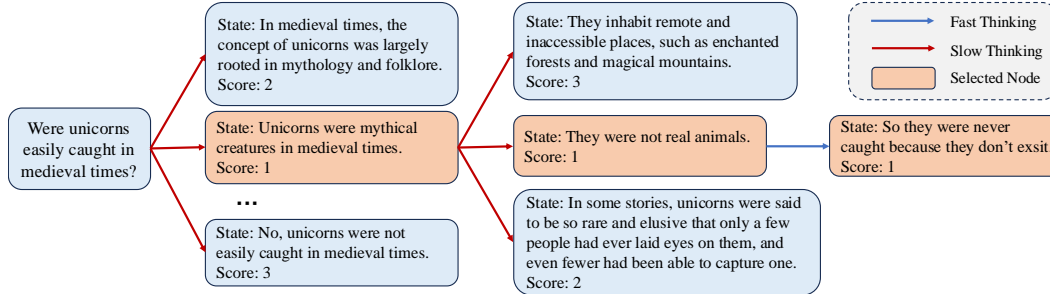 Were unicorns
easily caught in
medieval times?
State: In medieval times, the
concept of unicorns was largely
rooted in mythology and folklore.
Score: 2
State: Unicorns were mythical
creatures in medieval times.
Score: 1
...
State: No, unicorns were not
easily caught in medieval times.
Score: 3
State: They inhabit remote and
inaccessible places, such as enchanted
forests and magical mountains.
Score: 3
State: They were not real animals.
Score: 1
State: In some stories, unicorns were said
to be so rare and elusive that only a few
people had ever laid eyes on them, and
even fewer had been able to capture one.
Score: 2
State: So they were never
caught because they don’t exsit.
Score: 1
Fast Thinking
Slow Thinking
Selected Node